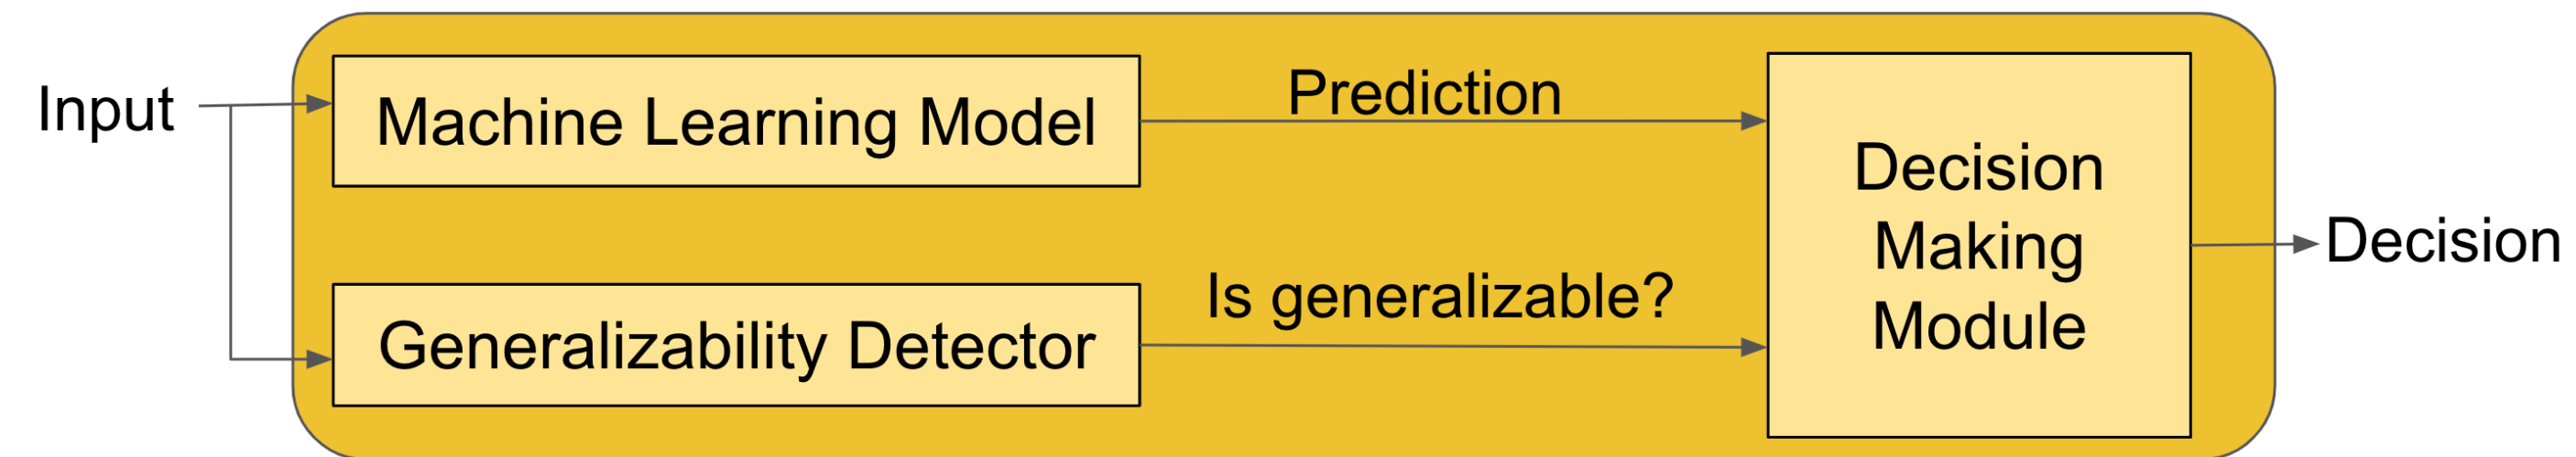 Input
Machine Learning Model
Prediction
Generalizability Detector
Is generalizable?
Decision
Making
Module
Decision